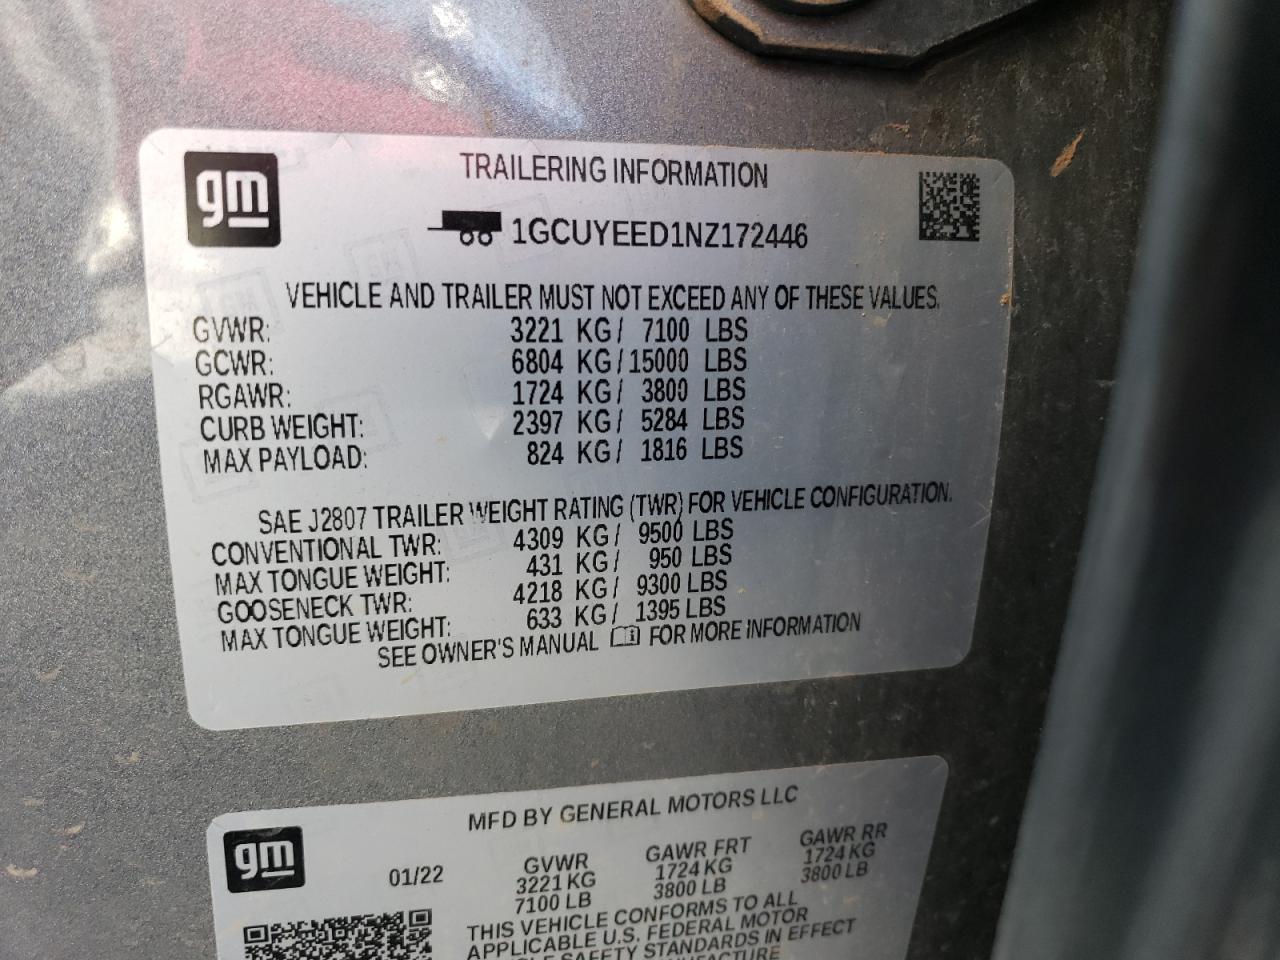 gm
TRAILERING INFORMATION
1GCUYEED1NZ172446
VEHICLE AND TRAILER MUST NOT EXCEED ANY OF THESE VALUES.
GVWR: 3221 KG/ 7100 LBS
GCWR: 6804 KG/15000 LBS
RGAWR: 1724 KG/ 3800 LBS
CURB WEIGHT: 2397 KG/ 5284 LBS
MAX PAYLOAD: 824 KG/ 1816 LBS
SAE J2807 TRAILER WEIGHT RATING (TWR) FOR VEHICLE CONFIGURATION.
CONVENTIONAL TWR: 4309 KG/ 9500 LBS
MAX TONGUE WEIGHT: 431 KG/ 950 LBS
GOOSENECK TWR: 4218 KG/ 9300 LBS
MAX TONGUE WEIGHT: 633 KG/ 1395 LBS
SEE OWNER'S MANUAL FOR MORE INFORMATION
MFD BY GENERAL MOTORS LLC
gm
01/22
GVWR GAWR FRT GAWR RR
3221 KG 1724 KG 1724 KG
7100 LB 3800 LB 3800 LB
THIS VEHICLE CONFORMS TO ALL
APPLICABLE U.S. FEDERAL MOTOR
VEHICLE SAFETY STANDARDS IN EFFECT
MANUFACTURE